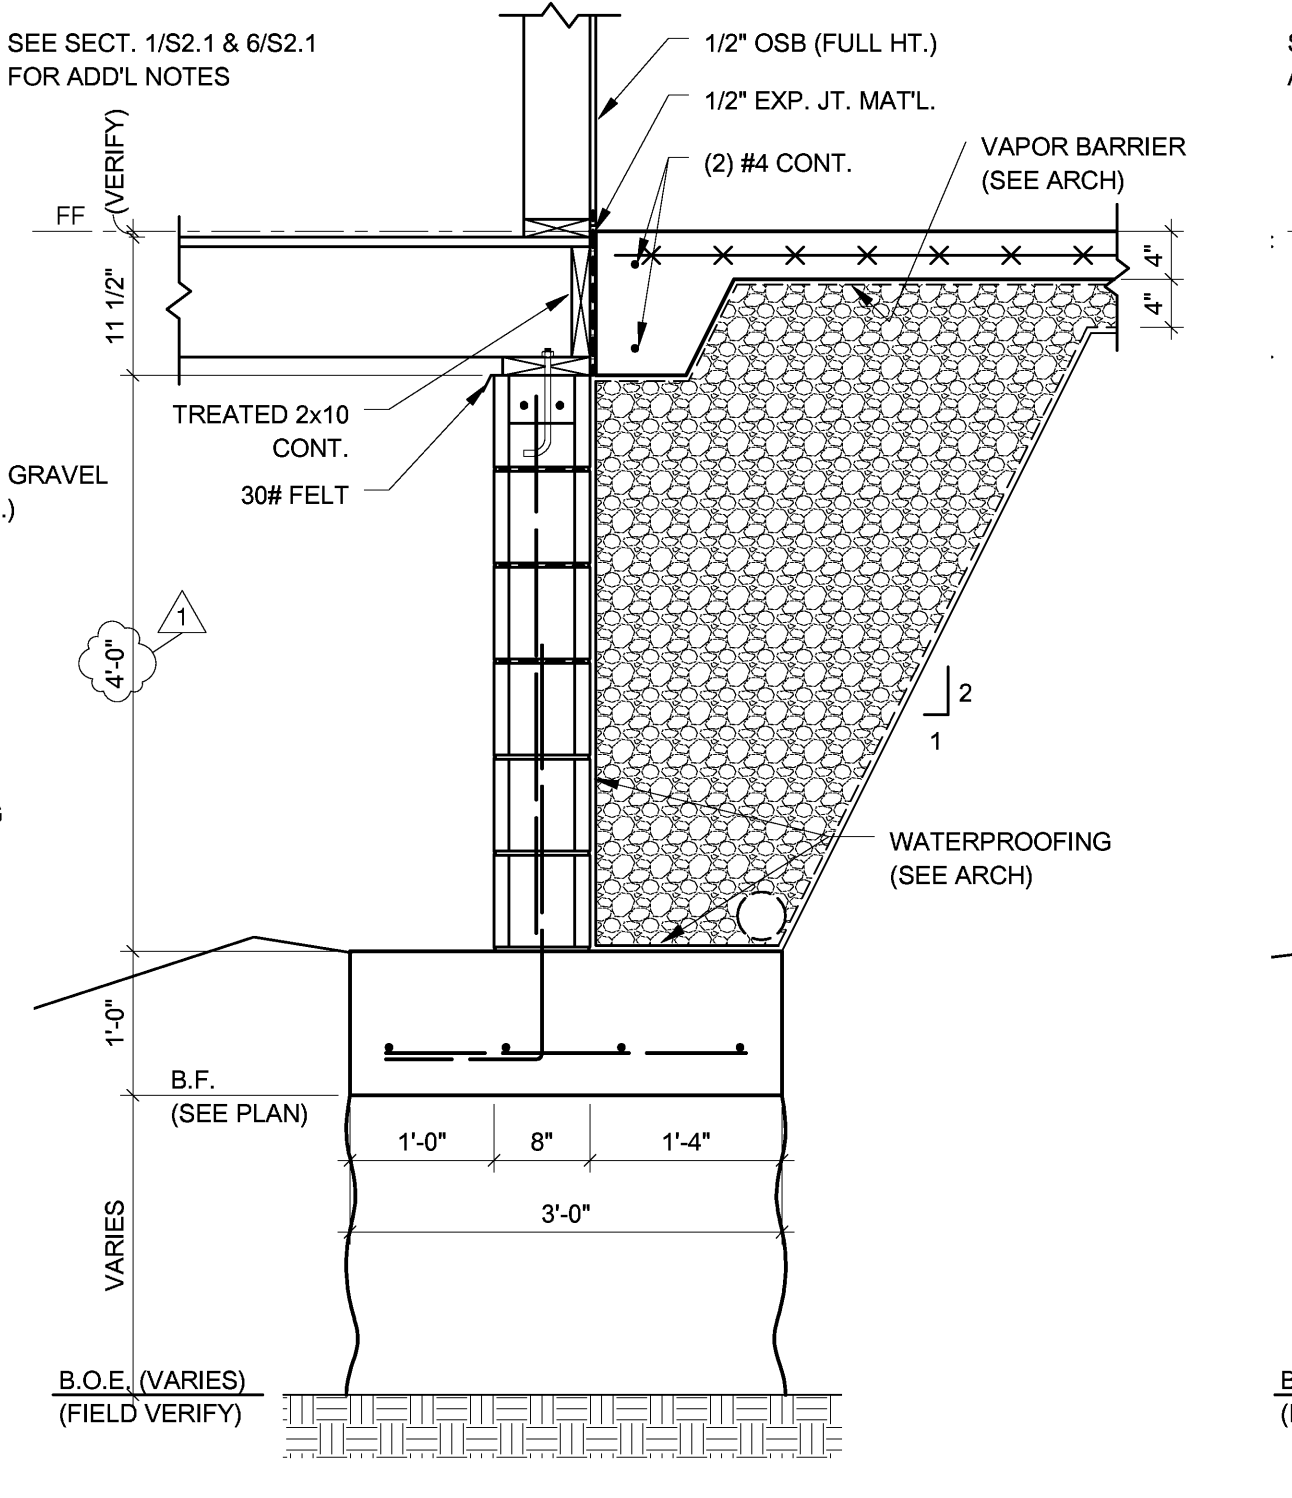 SEE SECT. 1/S2.1 & 6/S2.1
FOR ADD'L NOTES
1/2" OSB (FULL HT.)
1/2" EXP. JT. MAT'L.
(2) #4 CONT.
VAPOR BARRIER
(SEE ARCH)
(VERIFY)
FF
11 1/2"
4"
4"
TREATED 2x10
CONT.
30# FELT
GRAVEL
.)
1
4'-0"
2
1
WATERPROOFING
(SEE ARCH)
1'-0"
B.F.
(SEE PLAN)
1'-0"
8"
1'-4"
3'-0"
VARIES
B.O.E. (VARIES)
(FIELD VERIFY)